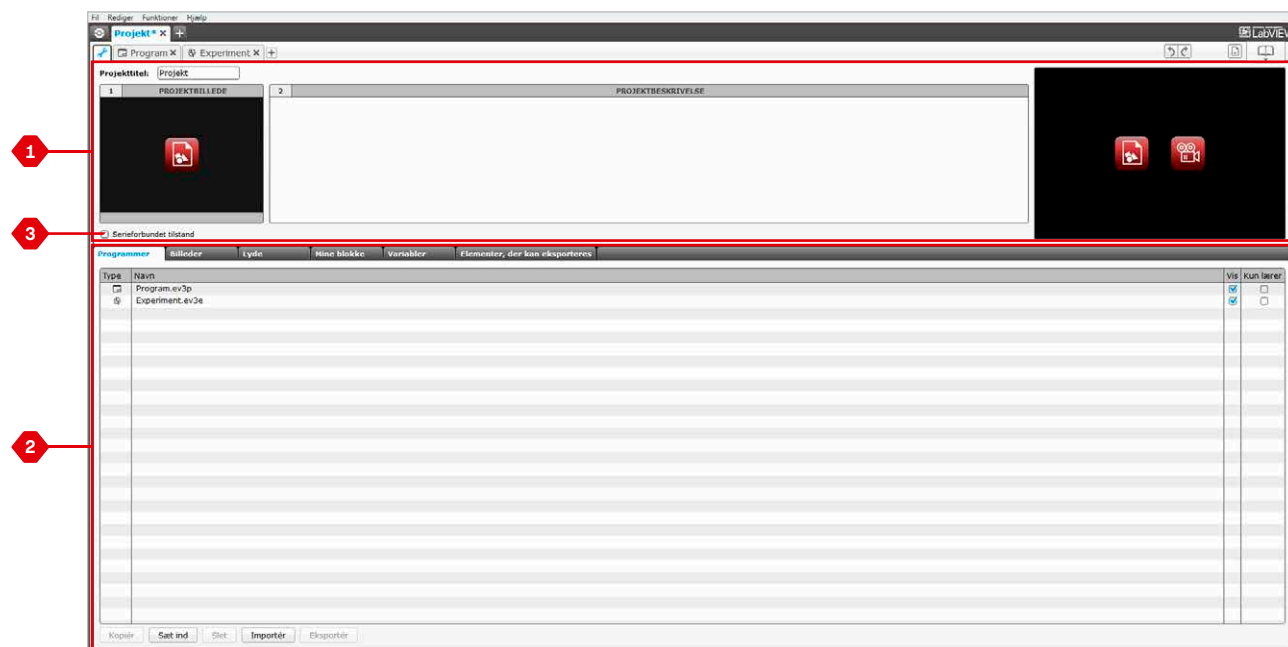 Fil Rediger Funktioner Hjælp
Projekt* × +
LabVIEW
Program × Experiment × +
Projekttitel: Projekt
1 PROJEKTBILLEDE 2 PROJEKTBESKRIVELSE
1
3 Serieforbundet tilstand
Programmer Billeder Lyde Mine blokke Variabler Elementer, der kan eksporteres
Type Navn Vis Kun lærer
Program.ev3p
Experiment.ev3e
2
Kopiér Sæt ind Slet Importér Eksportér